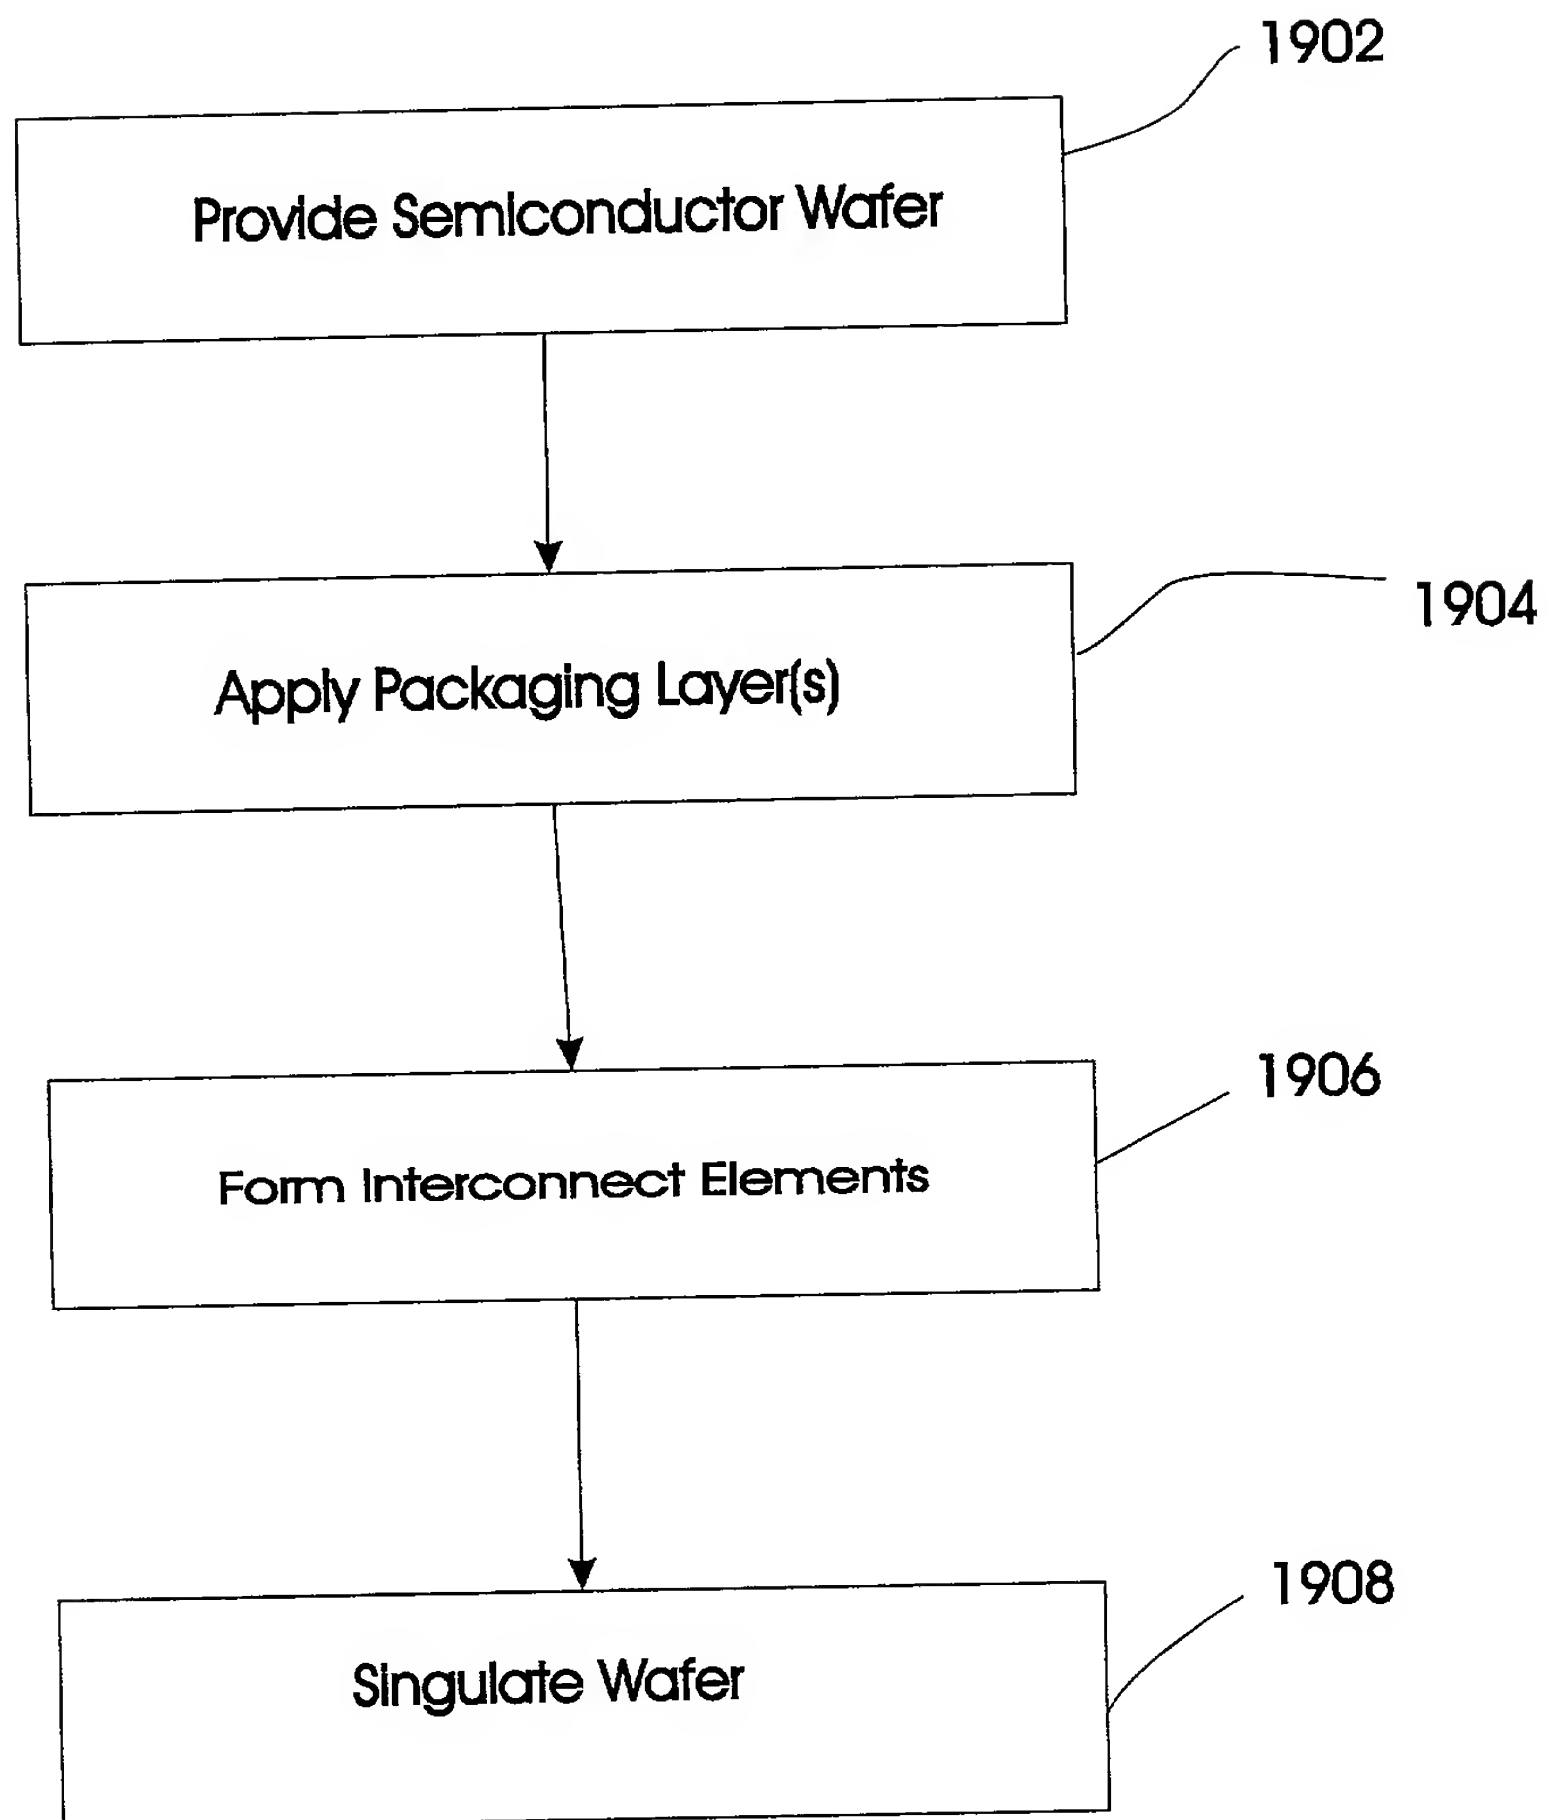 1902
Provide Semiconductor Wafer
1904
Apply Packaging Layer(s)
1906
Form Interconnect Elements
1908
Singulate Wafer